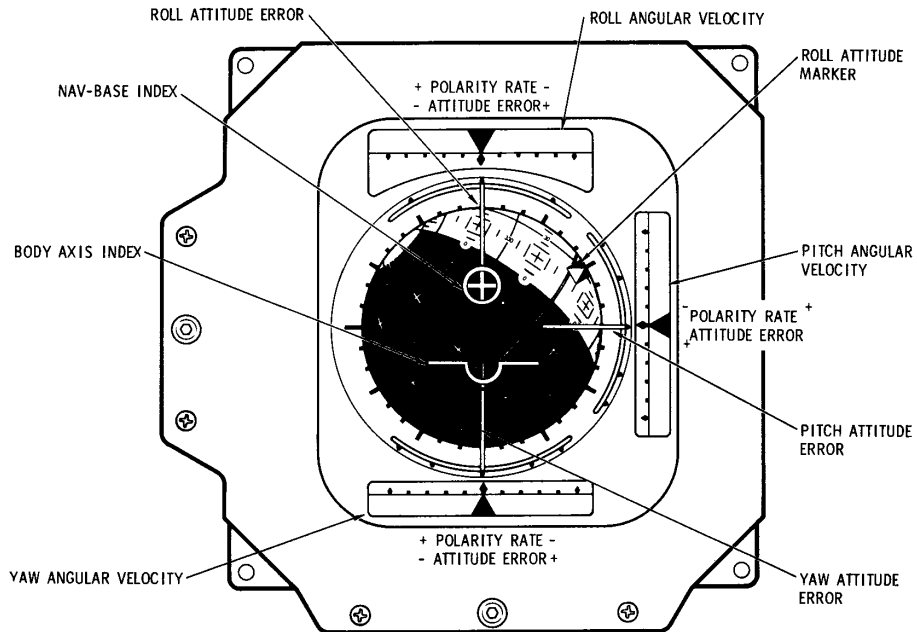 ROLL ATTITUDE ERROR
ROLL ANGULAR VELOCITY
ROLL ATTITUDE
MARKER
NAV-BASE INDEX
+ POLARITY RATE -
- ATTITUDE ERROR+
BODY AXIS INDEX
PITCH ANGULAR
VELOCITY
- POLARITY RATE +
+ ATTITUDE ERROR -
PITCH ATTITUDE
ERROR
+ POLARITY RATE -
- ATTITUDE ERROR+
YAW ANGULAR VELOCITY
YAW ATTITUDE
ERROR